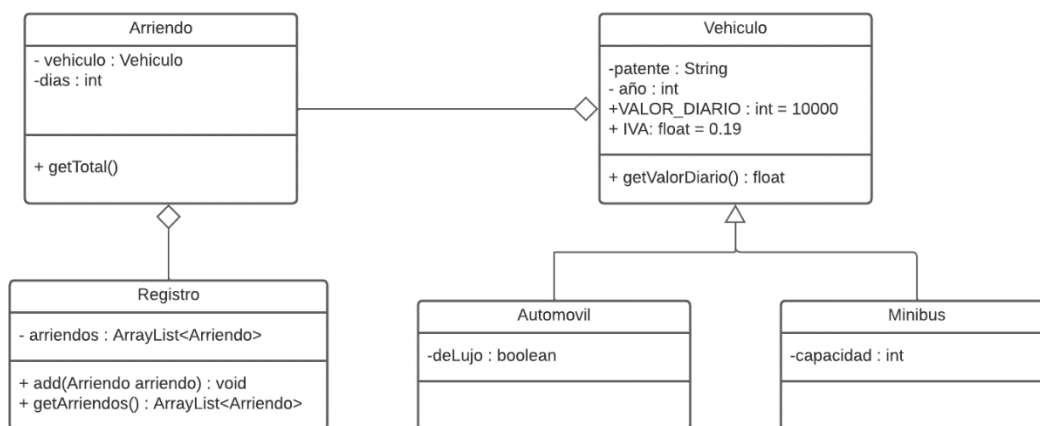 Arriendo
- vehiculo : Vehiculo
-dias : int
+ getTotal()
Vehiculo
-patente : String
- año : int
+VALOR_DIARIO : int = 10000
+ IVA: float = 0.19
+ getValorDiario() : float
Registro
- arriendos : ArrayList<Arriendo>
+ add(Arriendo arriendo) : void
+ getArriendos() : ArrayList<Arriendo>
Automovil
-deLujo : boolean
Minibus
-capacidad : int